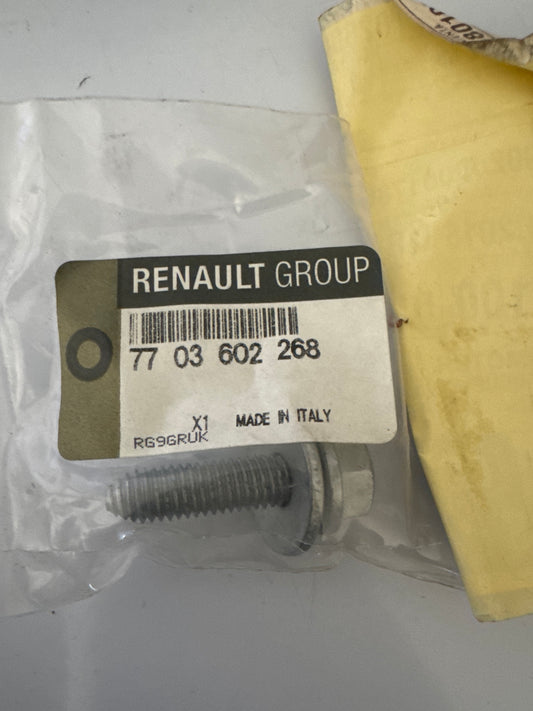 RENAULT GROUP
77 03 602 268
X1 MADE IN ITALY
RG9GRUK